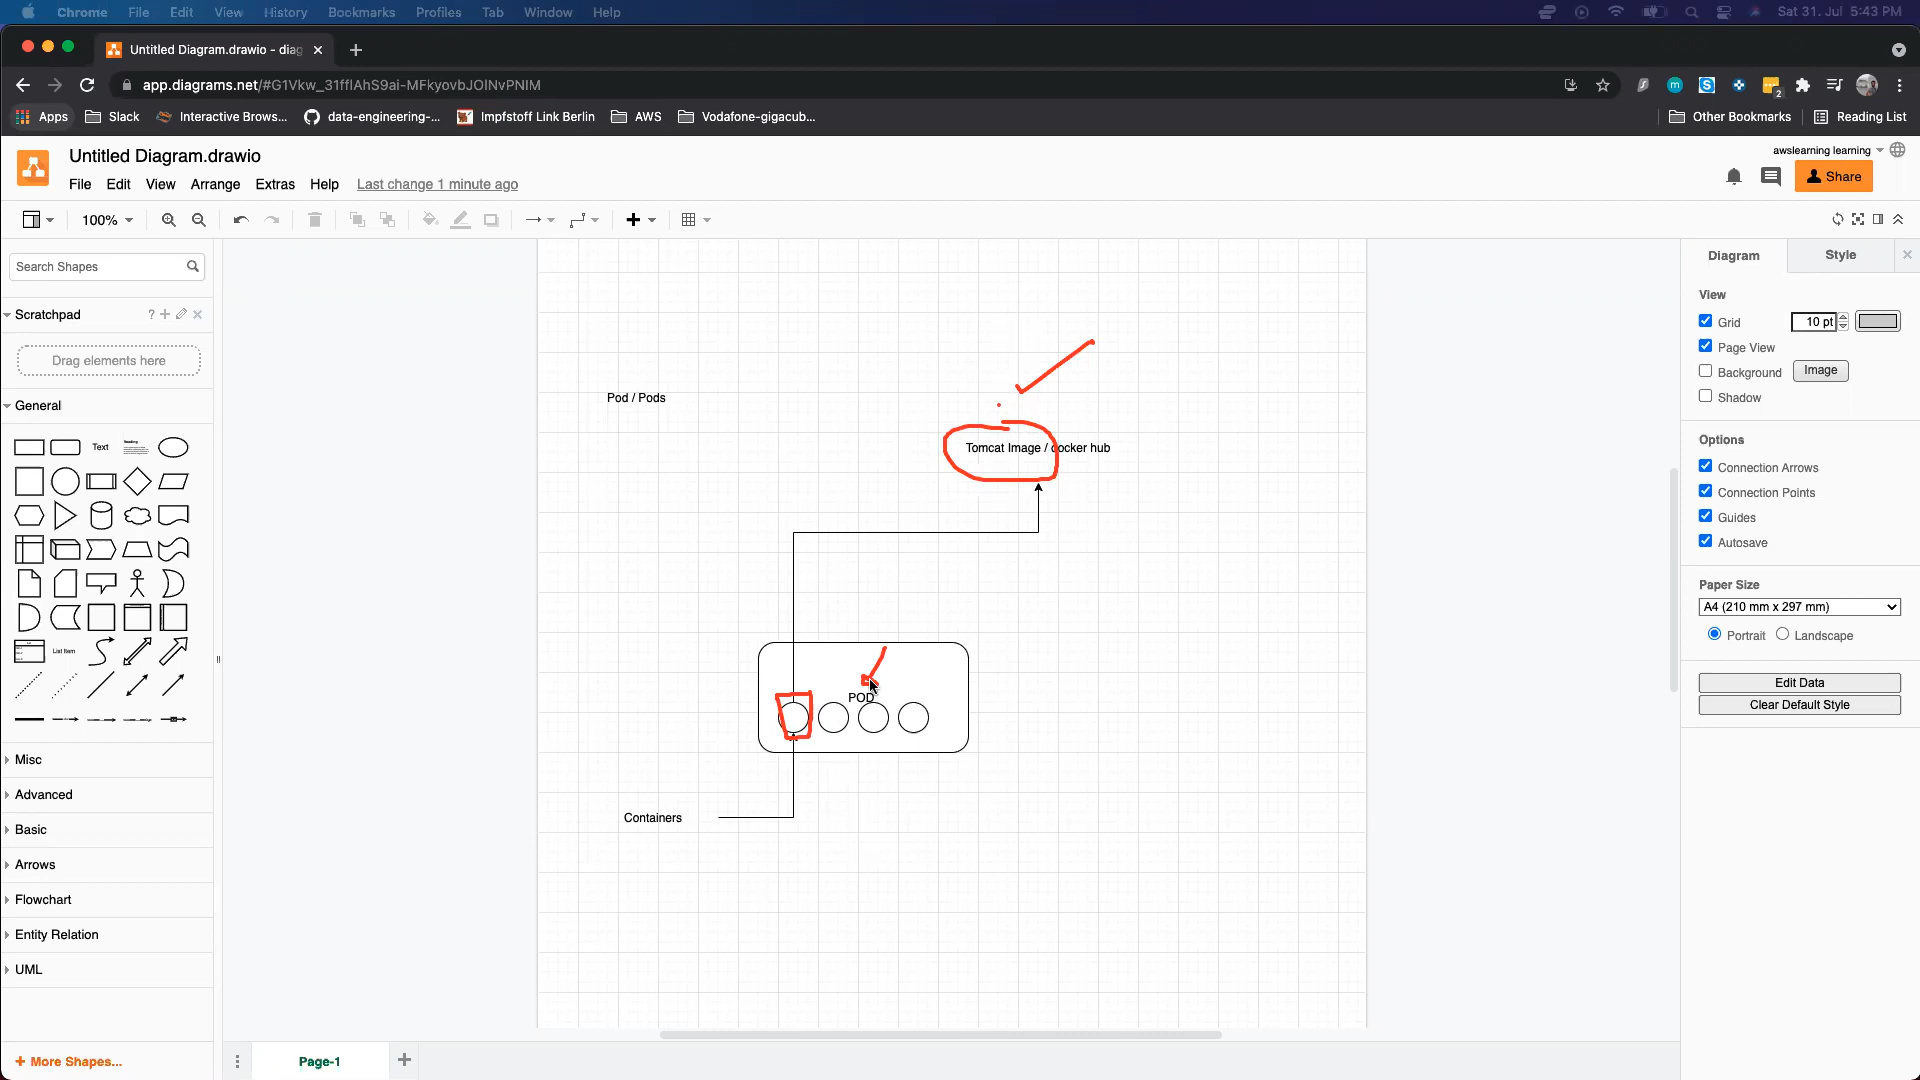 Chrome File Edit View History Bookmarks Profiles Tab Window Help Sat 31. Jul 5:43 PM
Untitled Diagram.drawio - diag
app.diagrams.net/#G1Vkw_31fflAhS9ai-MFkyovbJOlNvPNIM
2
Apps Slack Interactive Brows... data-engineering-... Impfstoff Link Berlin AWS Vodafone-gigacub... Other Bookmarks Reading List
Untitled Diagram.drawio
awslearning learning
File Edit View Arrange Extras Help Last change 1 minute ago
Share
100%
Search Shapes
Diagram Style
Scratchpad
?
View
Grid 10 pt
Page View
Drag elements here
Background Image
Shadow
General
Text
Heading
List Item
Options
Connection Arrows
Connection Points
Guides
Autosave
Paper Size
A4 (210 mm x 297 mm)
Portrait Landscape
Edit Data
Clear Default Style
Pod / Pods
Tomcat Image / docker hub
POD
Containers
Misc
Advanced
Basic
Arrows
Flowchart
Entity Relation
UML
+ More Shapes...
Page-1